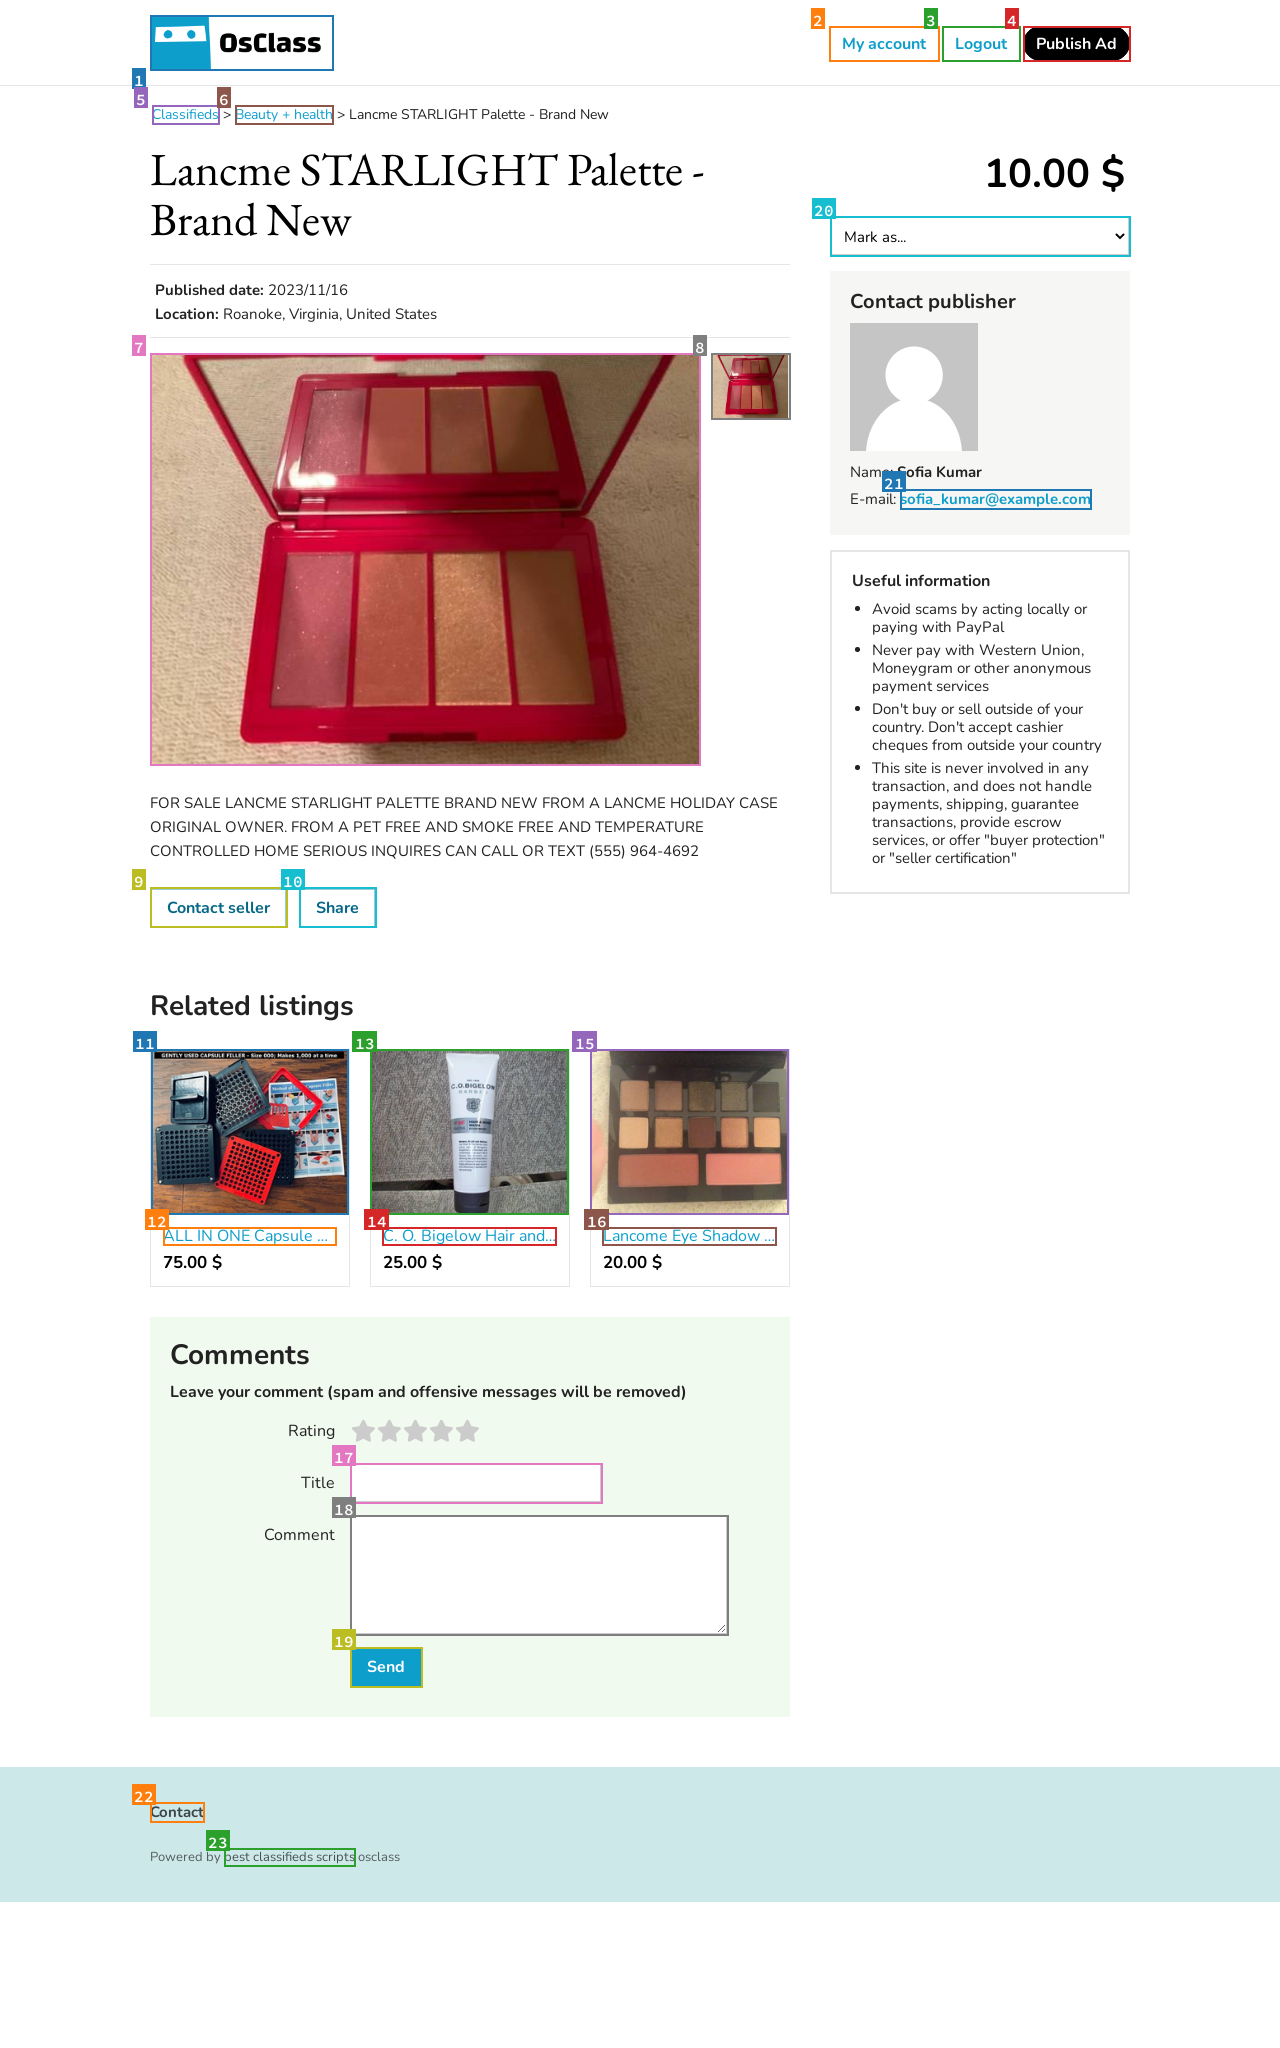 OsClass
1
2
My account
3
Logout
4
Publish Ad
5
Classifieds > 
6
Beauty + health > Lancme STARLIGHT Palette - Brand New
Lancme STARLIGHT Palette -
Brand New
10.00 $
20
Mark as...
Published date: 2023/11/16
Location: Roanoke, Virginia, United States
7
8
Contact publisher
Name: Sofia Kumar
21
E-mail: sofia_kumar@example.com
Useful information
Avoid scams by acting locally or
paying with PayPal
Never pay with Western Union,
Moneygram or other anonymous
payment services
Don't buy or sell outside of your
country. Don't accept cashier
cheques from outside your country
This site is never involved in any
transaction, and does not handle
payments, shipping, guarantee
transactions, provide escrow
services, or offer "buyer protection"
or "seller certification"
FOR SALE LANCME STARLIGHT PALETTE BRAND NEW FROM A LANCME HOLIDAY CASE
ORIGINAL OWNER. FROM A PET FREE AND SMOKE FREE AND TEMPERATURE
CONTROLLED HOME SERIOUS INQUIRES CAN CALL OR TEXT (555) 964-4692
9
Contact seller
10
Share
Related listings
11
GENTLY USED CAPSULE FILLER - Size 000; Makes 1,000 at a time
12
ALL IN ONE Capsule ...
75.00 $
13
C.O.BIGELOW
BARBER
14
C. O. Bigelow Hair and...
25.00 $
15
16
Lancome Eye Shadow ...
20.00 $
Comments
Leave your comment (spam and offensive messages will be removed)
Rating
17
Title
18
Comment
19
Send
22
Contact
23
Powered by best classifieds scripts osclass